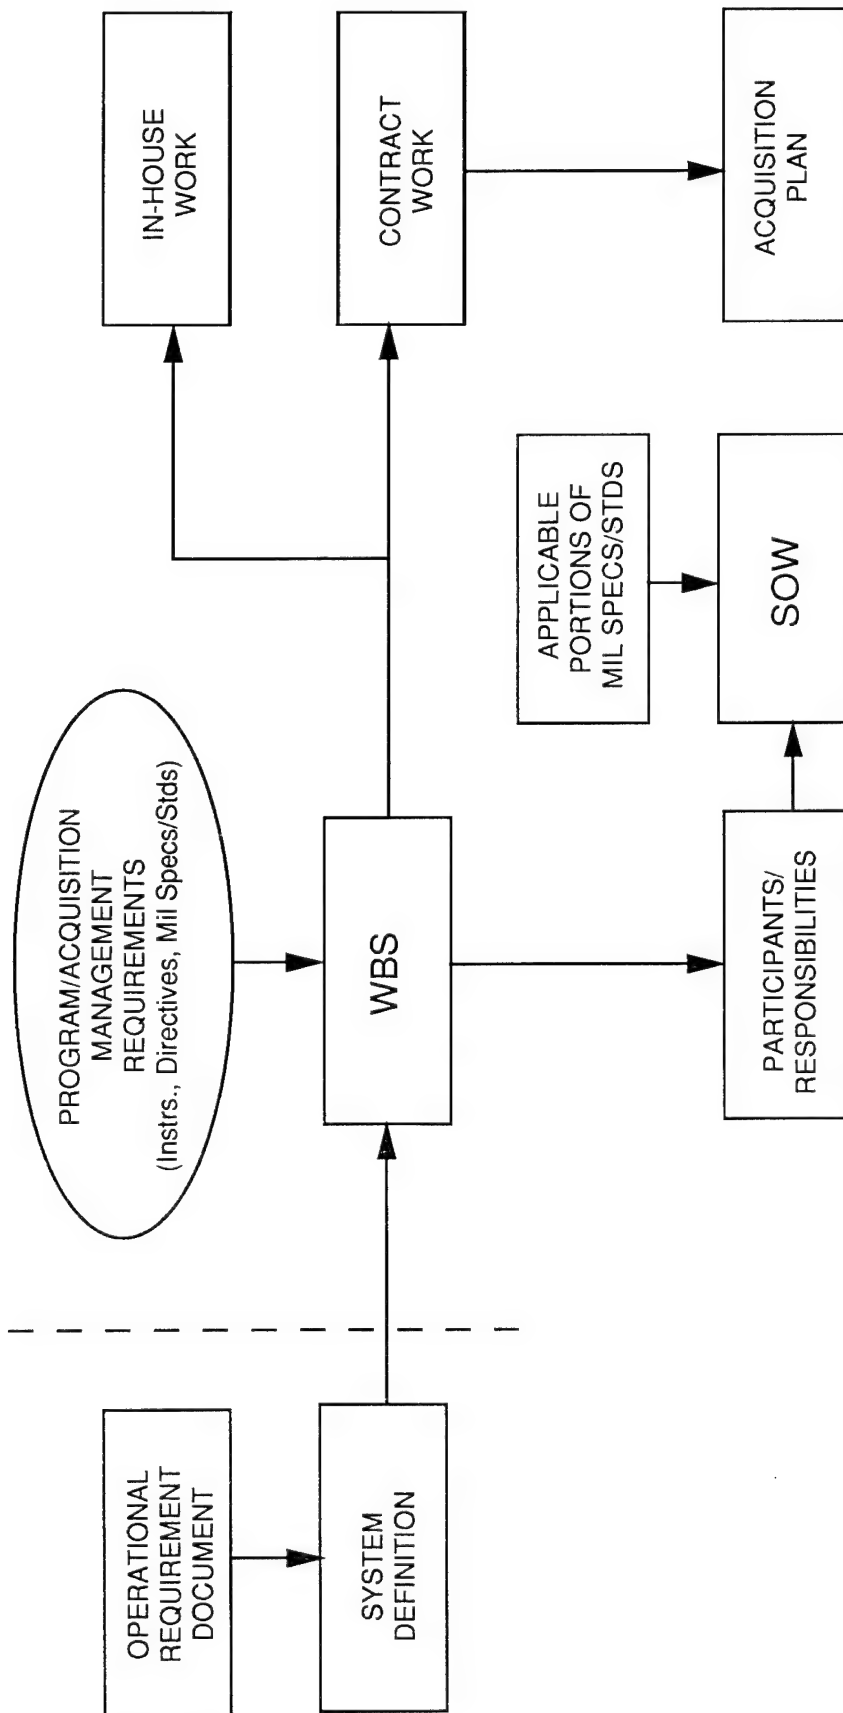 OPERATIONAL
REQUIREMENT
DOCUMENT
SYSTEM
DEFINITION
PROGRAM/ACQUISITION
MANAGEMENT
REQUIREMENTS
(Instrs., Directives, Mil Specs/Stds)
WBS
PARTICIPANTS/
RESPONSIBILITIES
APPLICABLE
PORTIONS OF
MIL SPECS/STDS
SOW
IN-HOUSE
WORK
CONTRACT
WORK
ACQUISITION
PLAN